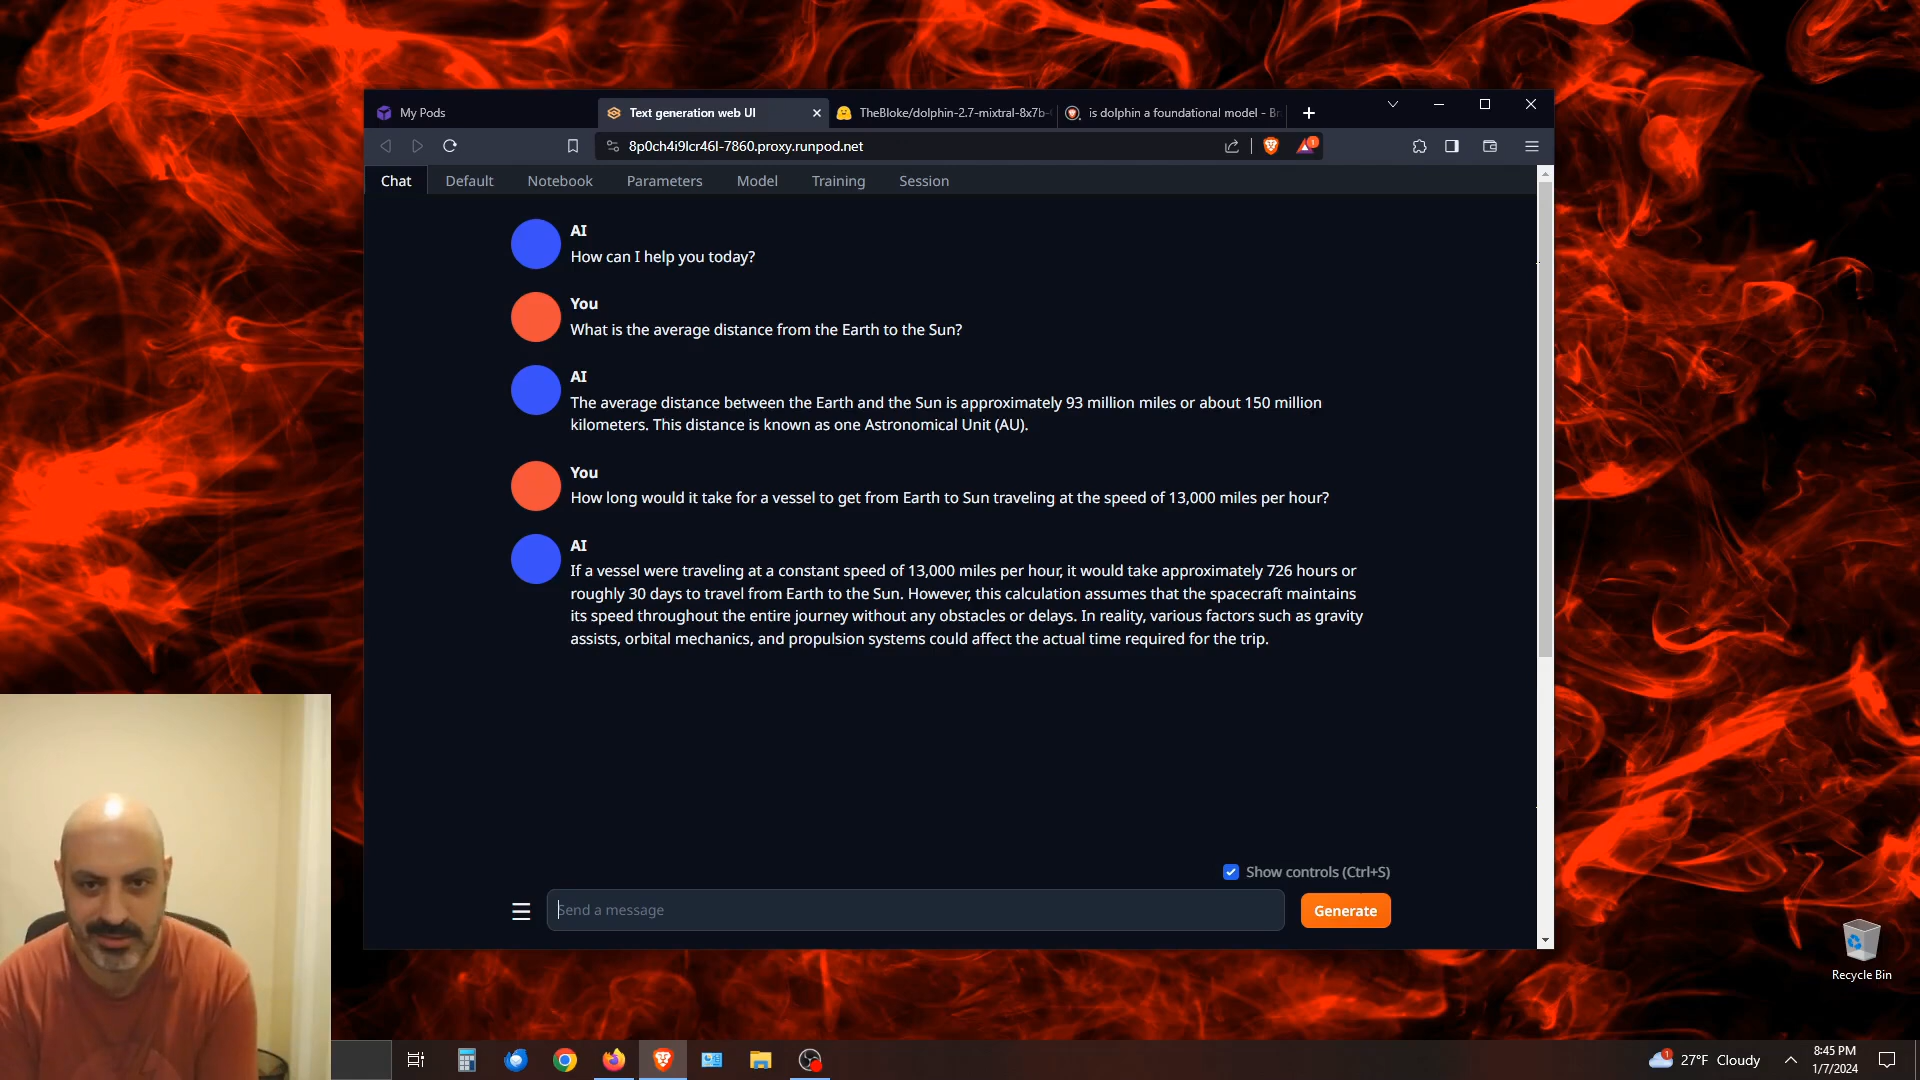 My Pods
Text generation web UI
TheBloke/dolphin-2.7-mixtral-8x7b-
is dolphin a foundational model - Br
8p0ch4i9lcr46l-7860.proxy.runpod.net
1
Chat
Default
Notebook
Parameters
Model
Training
Session
AI
How can I help you today?
You
What is the average distance from the Earth to the Sun?
AI
The average distance between the Earth and the Sun is approximately 93 million miles or about 150 million
kilometers. This distance is known as one Astronomical Unit (AU).
You
How long would it take for a vessel to get from Earth to Sun traveling at the speed of 13,000 miles per hour?
AI
If a vessel were traveling at a constant speed of 13,000 miles per hour, it would take approximately 726 hours or
roughly 30 days to travel from Earth to the Sun. However, this calculation assumes that the spacecraft maintains
its speed throughout the entire journey without any obstacles or delays. In reality, various factors such as gravity
assists, orbital mechanics, and propulsion systems could affect the actual time required for the trip.
Show controls (Ctrl+S)
Send a message
Generate
Recycle Bin
1
27°F Cloudy
8:45 PM
1/7/2024